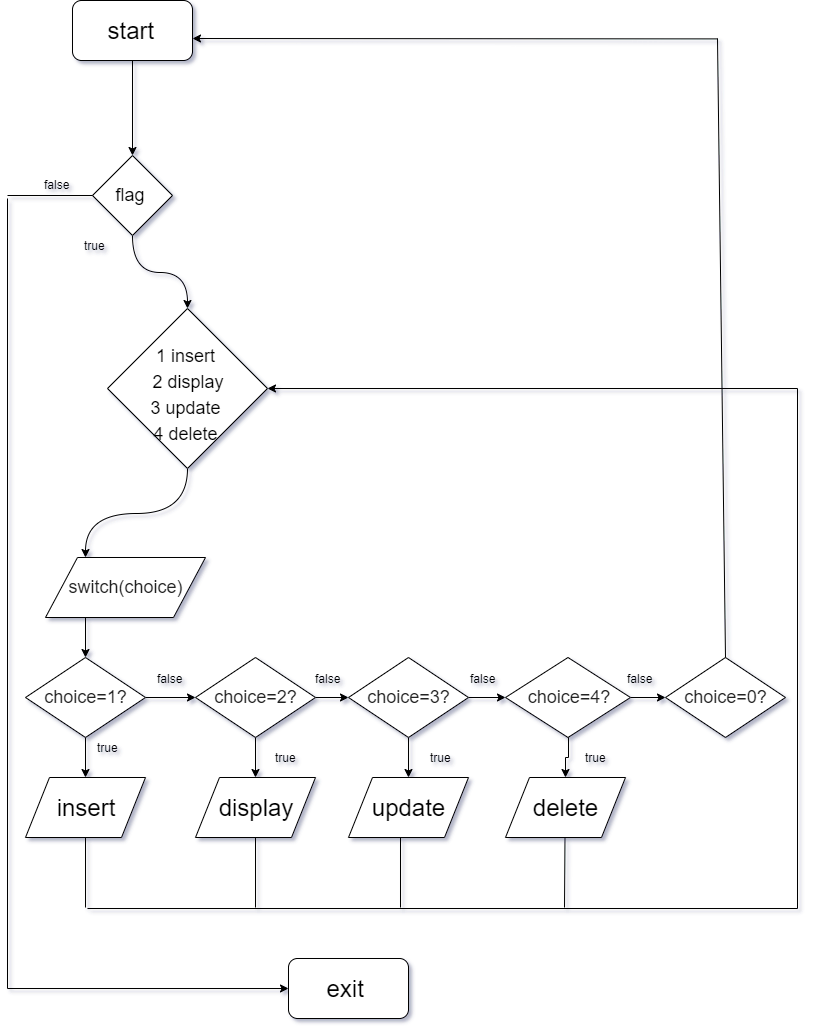 start
false
flag
true
1 insert
2 display
3 update
4 delete
switch(choice)
choice=1?
false
choice=2?
false
choice=3?
false
choice=4?
false
choice=0?
true
true
true
true
insert
display
update
delete
exit